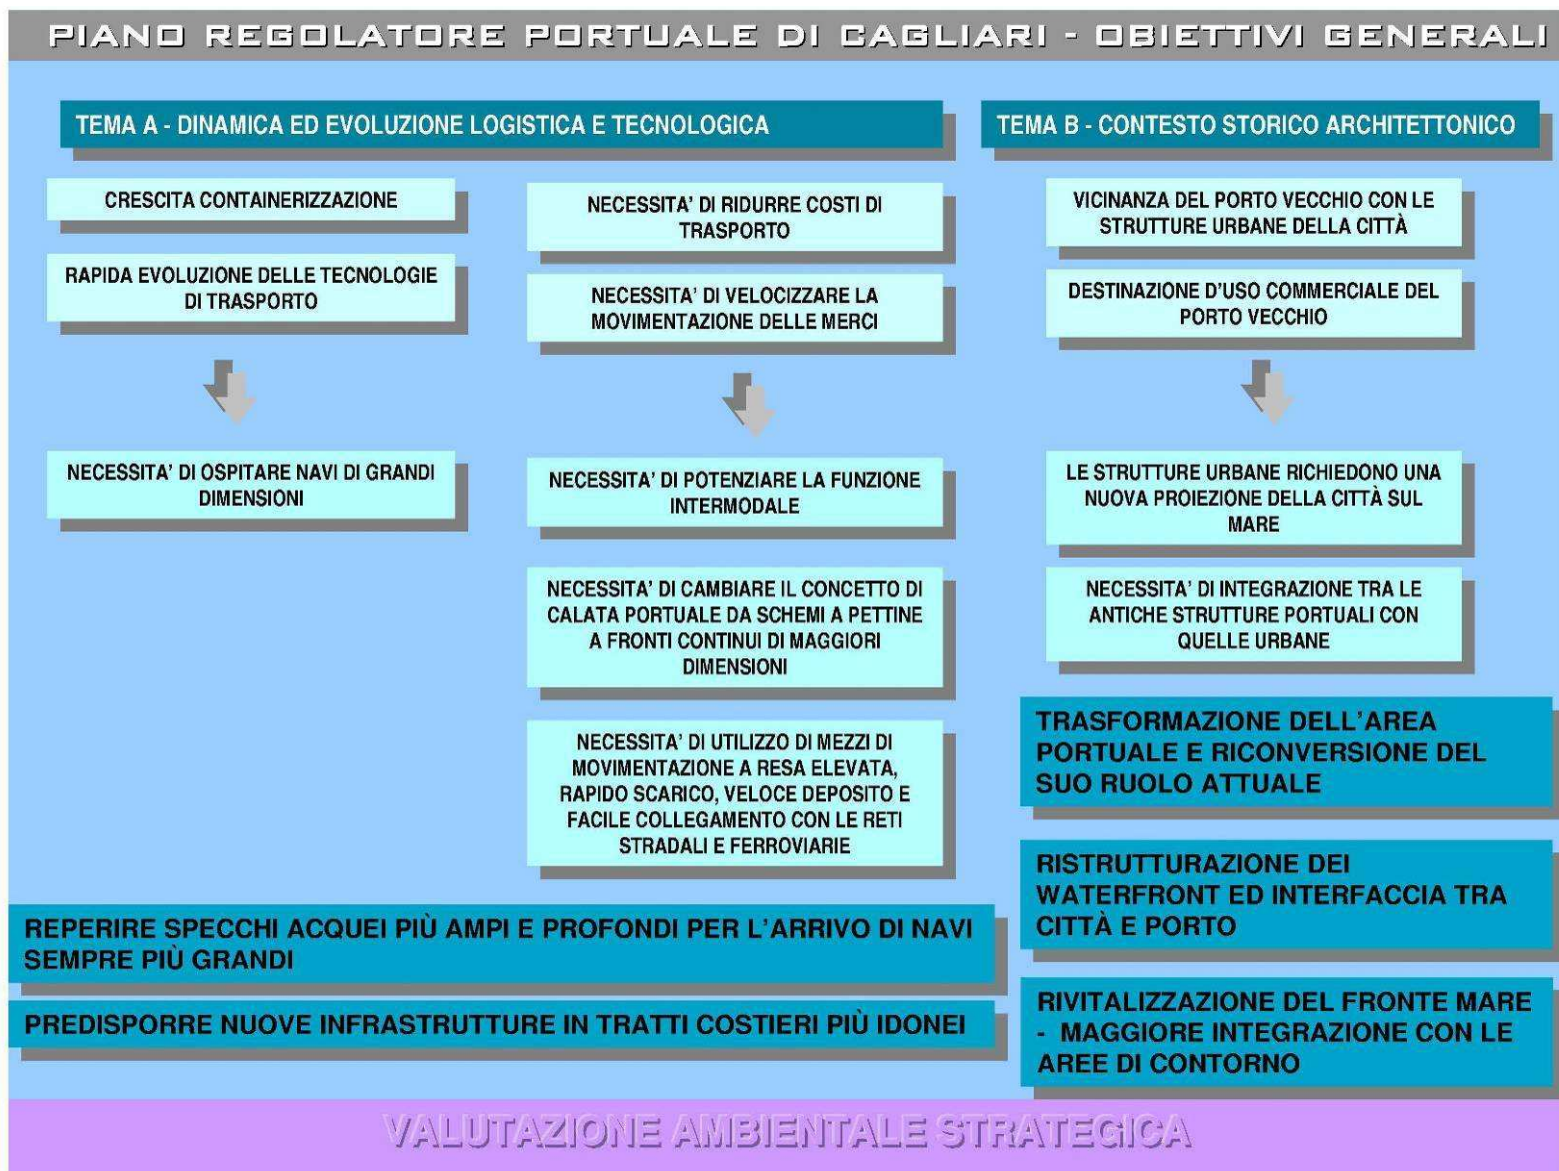 PIANO REGOLATORE PORTUALE DI CAGLIARI - OBIETTIVI GENERALI
TEMA A - DINAMICA ED EVOLUZIONE LOGISTICA E TECNOLOGICA
CRESCITA CONTAINERIZZAZIONE
RAPIDA EVOLUZIONE DELLE TECNOLOGIE
DI TRASPORTO
NECESSITA' DI OSPITARE NAVI DI GRANDI
DIMENSIONI
NECESSITA' DI RIDURRE COSTI DI
TRASPORTO
NECESSITA' DI VELOCIZZARE LA
MOVIMENTAZIONE DELLE MERCI
NECESSITA' DI POTENZIARE LA FUNZIONE
INTERMODALE
NECESSITA' DI CAMBIARE IL CONCETTO DI
CALATA PORTUALE DA SCHEMI A PETTINE
A FRONTI CONTINUI DI MAGGIORI
DIMENSIONI
NECESSITA' DI UTILIZZO DI MEZZI DI
MOVIMENTAZIONE A RESA ELEVATA,
RAPIDO SCARICO, VELOCE DEPOSITO E
FACILE COLLEGAMENTO CON LE RETI
STRADALI E FERROVIARIE
REPERIRE SPECCHI ACQUEI PIÙ AMPI E PROFONDI PER L'ARRIVO DI NAVI
SEMPRE PIÙ GRANDI
PREDISPORRE NUOVE INFRASTRUTTURE IN TRATTI COSTIERI PIÙ IDONEI
TEMA B - CONTESTO STORICO ARCHITETTONICO
VICINANZA DEL PORTO VECCHIO CON LE
STRUTTURE URBANE DELLA CITTÀ
DESTINAZIONE D'USO COMMERCIALE DEL
PORTO VECCHIO
LE STRUTTURE URBANE RICHIEDONO UNA
NUOVA PROIEZIONE DELLA CITTÀ SUL
MARE
NECESSITA' DI INTEGRAZIONE TRA LE
ANTICHE STRUTTURE PORTUALI CON
QUELLE URBANE
TRASFORMAZIONE DELL'AREA
PORTUALE E RICONVERSIONE DEL
SUO RUOLO ATTUALE
RISTRUTTURAZIONE DEI
WATERFRONT ED INTERFACCIA TRA
CITTÀ E PORTO
RIVITALIZZAZIONE DEL FRONTE MARE
- MAGGIORE INTEGRAZIONE CON LE
AREE DI CONTORNO
VALUTAZIONE AMBIENTALE STRATEGICA